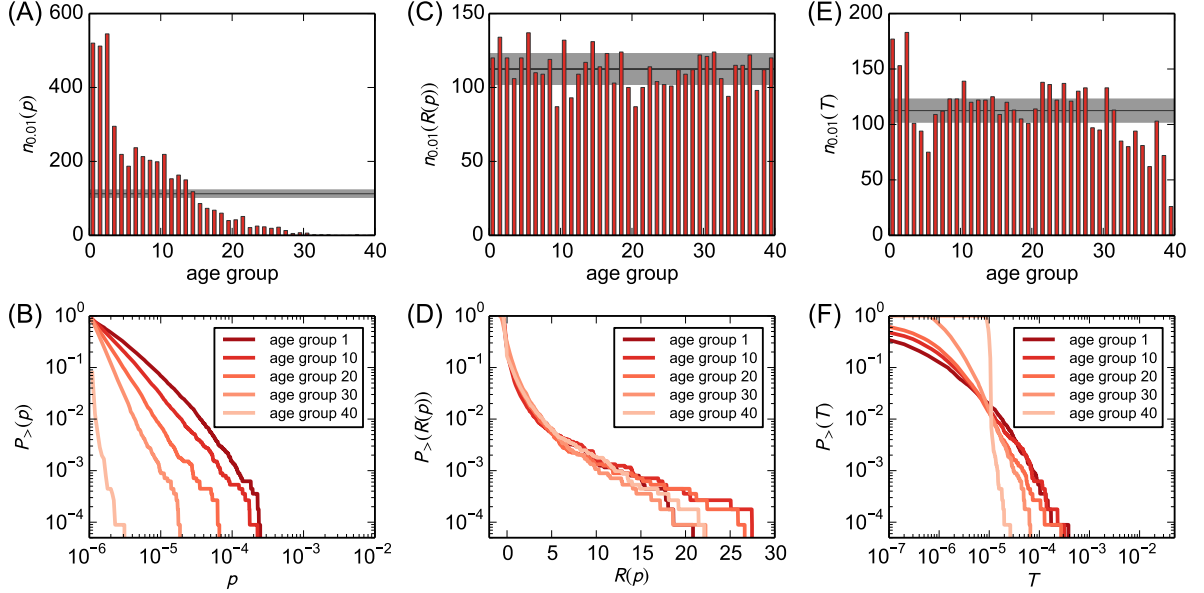 (A)
600
400
200
0
n0.01(p)
0 10 20 30 40
age group
(C)
150
100
50
0
n0.01(R(p))
0 10 20 30 40
age group
(E)
200
150
100
50
0
n0.01(T)
0 10 20 30 40
age group
(B)
10^0
10^-1
10^-2
10^-3
10^-4
P>(p)
age group 1
age group 10
age group 20
age group 30
age group 40
10^-6 10^-5 10^-4 10^-3 10^-2
p
(D)
10^0
10^-1
10^-2
10^-3
10^-4
P>(R(p))
age group 1
age group 10
age group 20
age group 30
age group 40
0 5 10 15 20 25 30
R(p)
(F)
10^0
10^-1
10^-2
10^-3
10^-4
P>(T)
age group 1
age group 10
age group 20
age group 30
age group 40
10^-7 10^-6 10^-5 10^-4 10^-3 10^-2
T